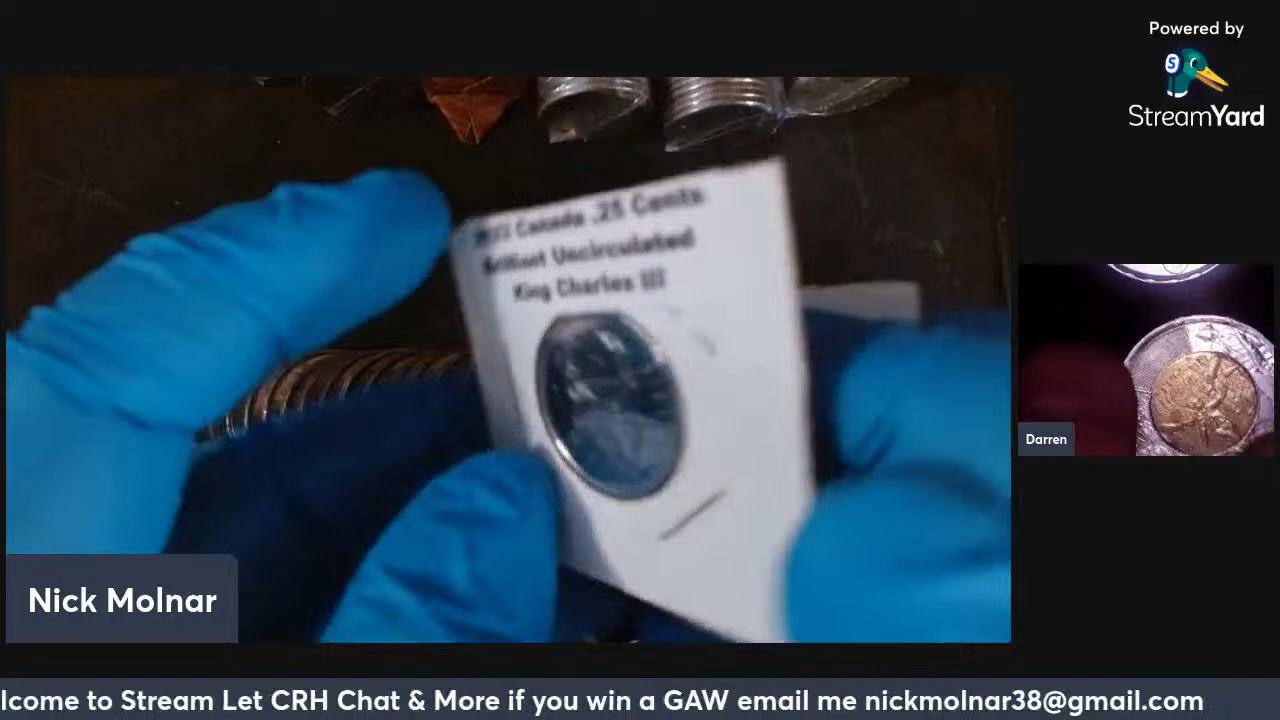 Powered by
StreamYard
Canada .25 Cents
Brilliant Uncirculated
King Charles III
Darren
Nick Molnar
lcome to Stream Let CRH Chat & More if you win a GAW email me nickmolnar38@gmail.com